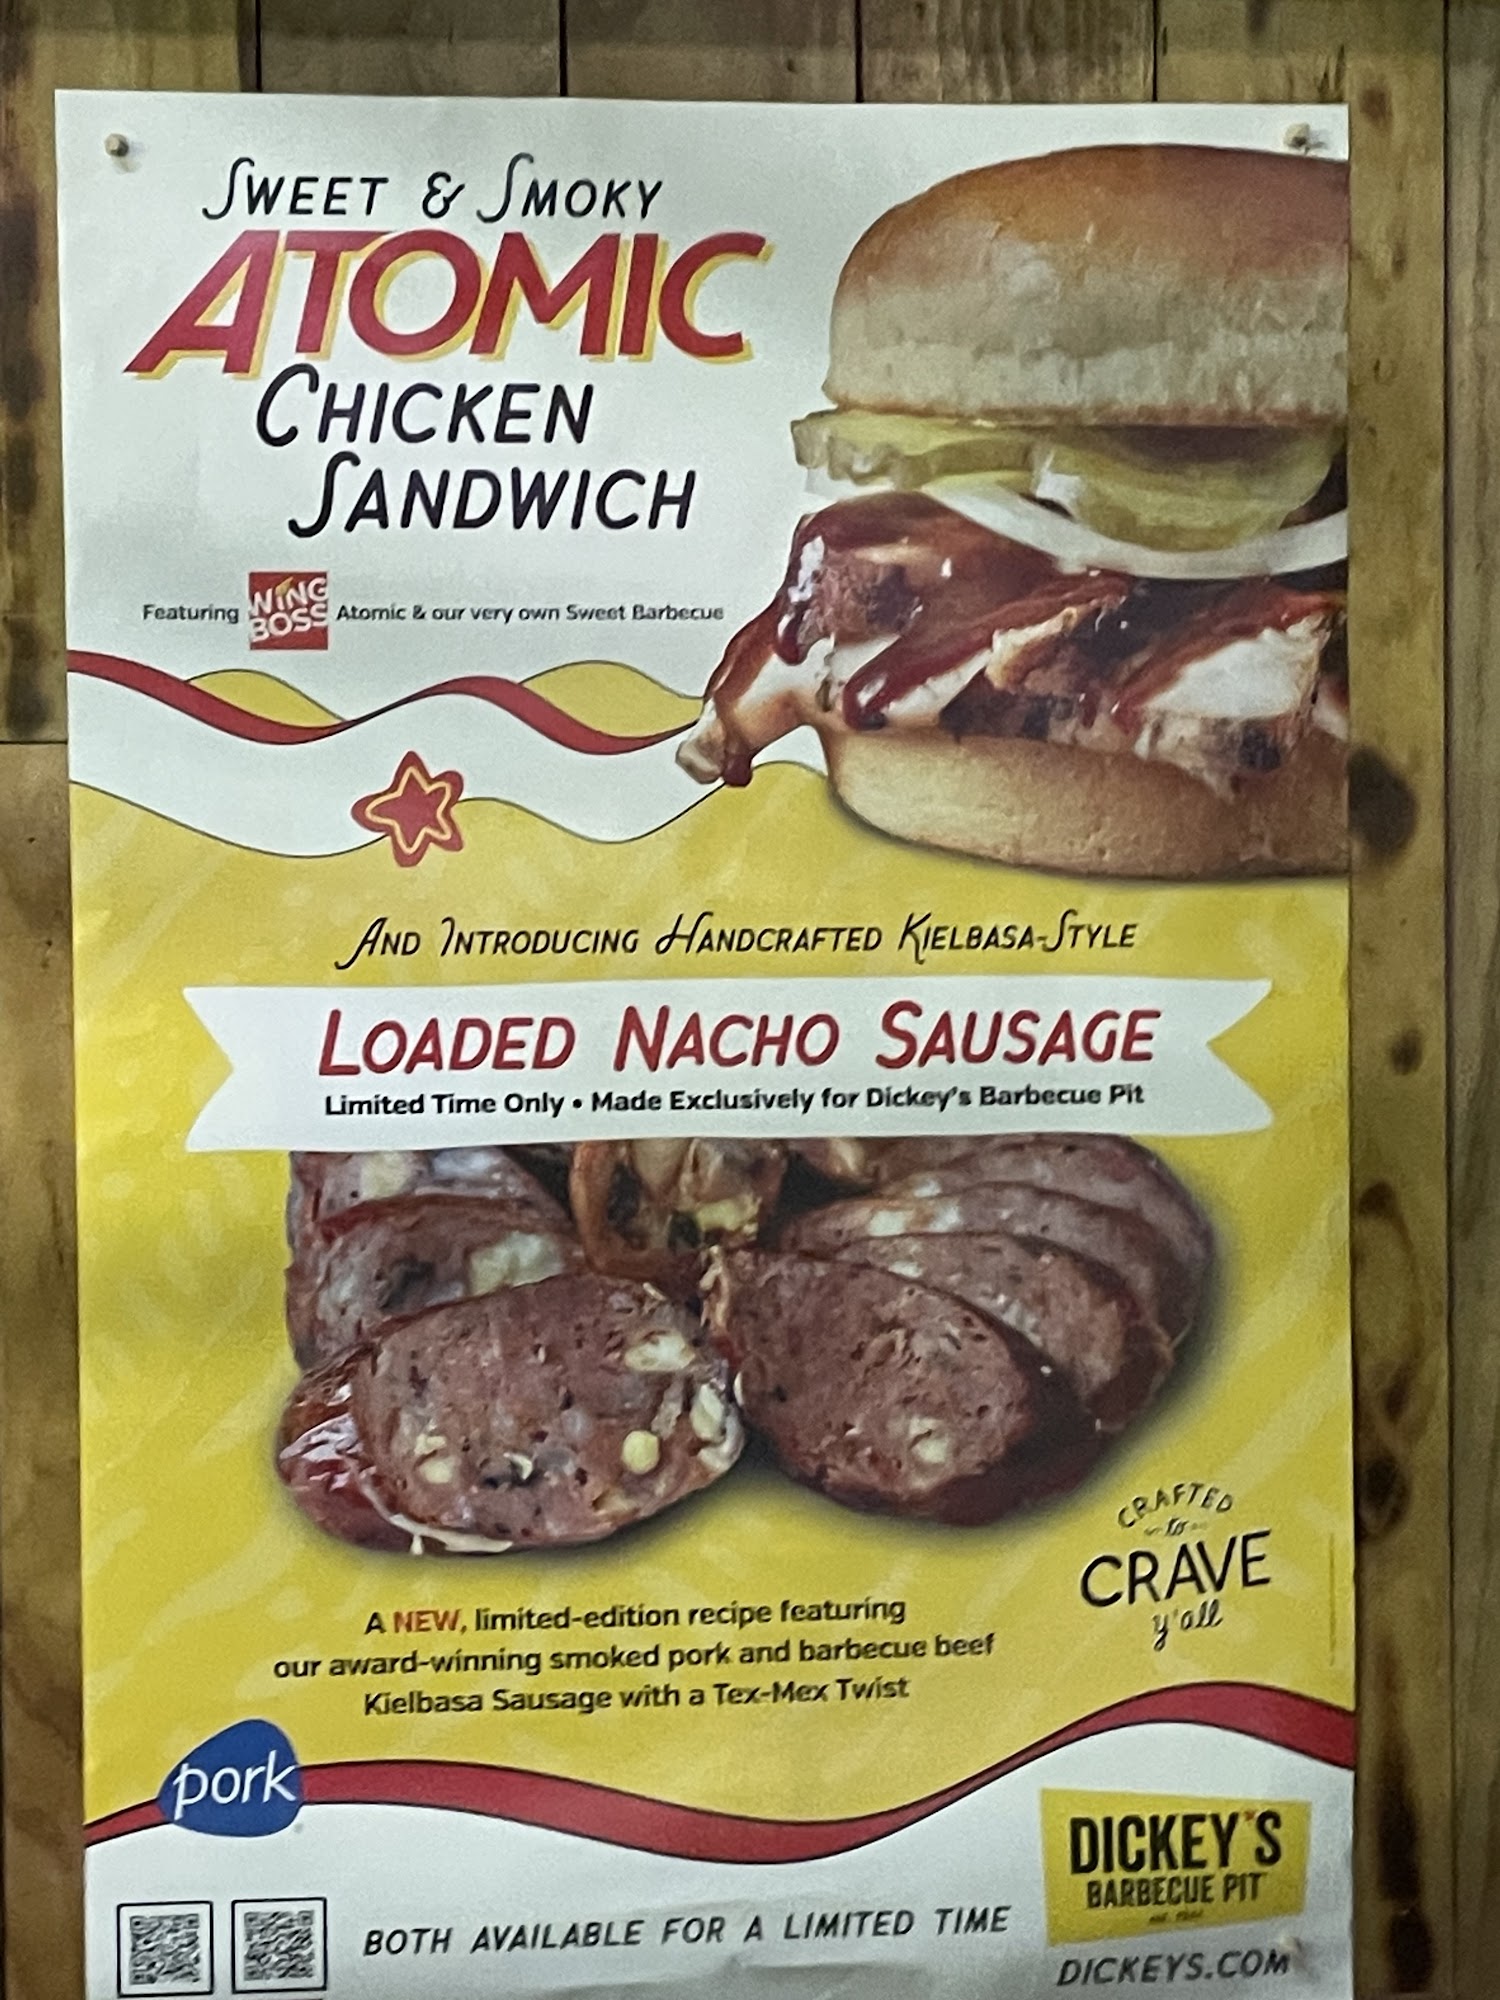 SWEET & SMOKY
ATOMIC
CHICKEN
SANDWICH
Featuring WING BOSS Atomic & our very own Sweet Barbecue
AND INTRODUCING HANDCRAFTED KIELBASA-STYLE
LOADED NACHO SAUSAGE
Limited Time Only • Made Exclusively for Dickey's Barbecue Pit
CRAFTED
to
CRAVE
y'all
A NEW, limited-edition recipe featuring
our award-winning smoked pork and barbecue beef
Kielbasa Sausage with a Tex-Mex Twist
pork
DICKEY'S
BARBECUE PIT
BOTH AVAILABLE FOR A LIMITED TIME
DICKEYS.COM